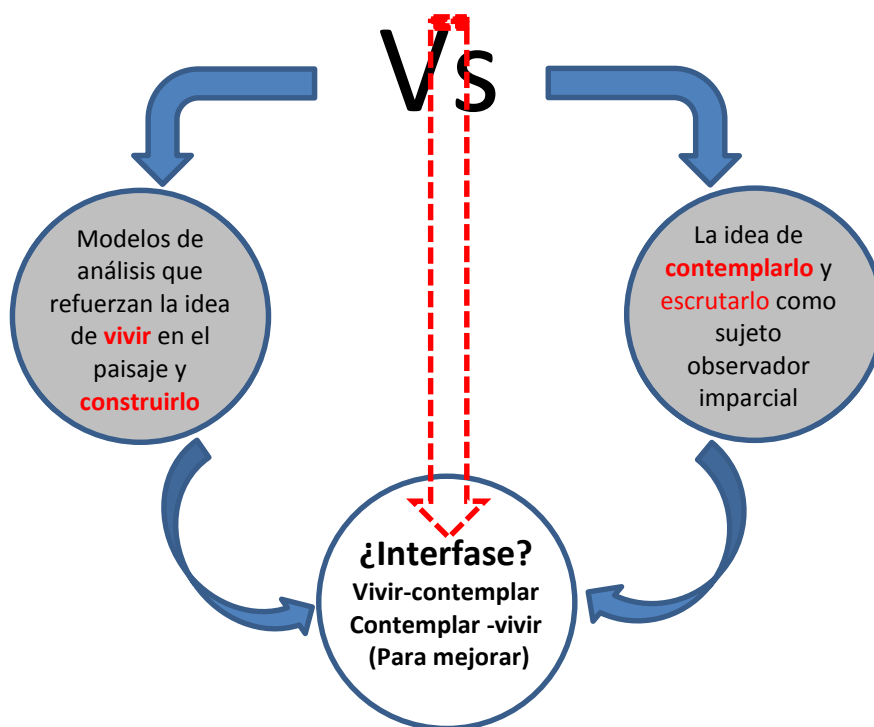 Vs
Modelos de
análisis que
refuerzan la idea
de vivir en el
paisaje y
construirlo
La idea de
contemplarlo y
escrutarlo como
sujeto
observador
imparcial
¿Interfase?
Vivir-contemplar
Contemplar -vivir
(Para mejorar)